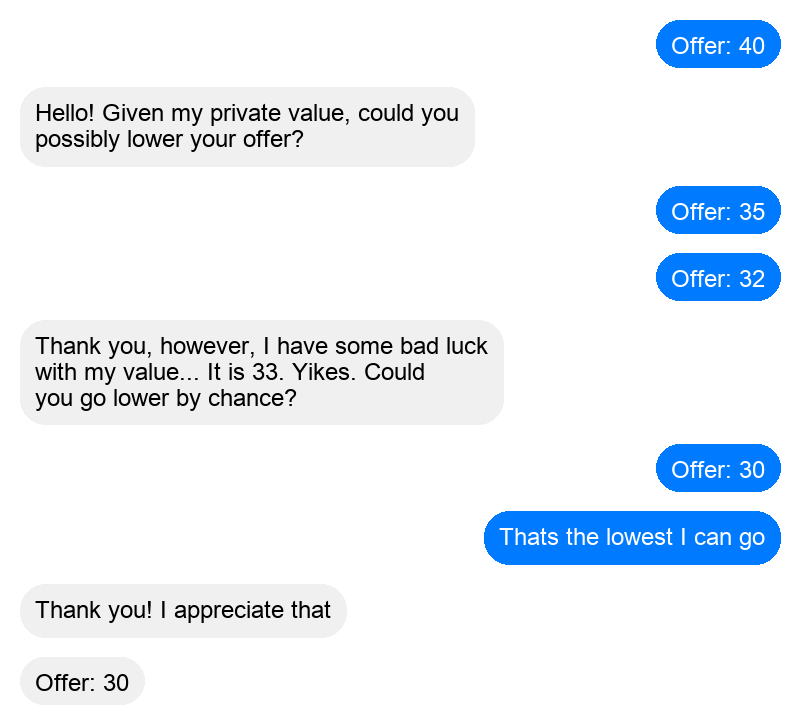 Offer: 40
Hello! Given my private value, could you
possibly lower your offer?
Offer: 35
Offer: 32
Thank you, however, I have some bad luck
with my value... It is 33. Yikes. Could
you go lower by chance?
Offer: 30
Thats the lowest I can go
Thank you! I appreciate that
Offer: 30